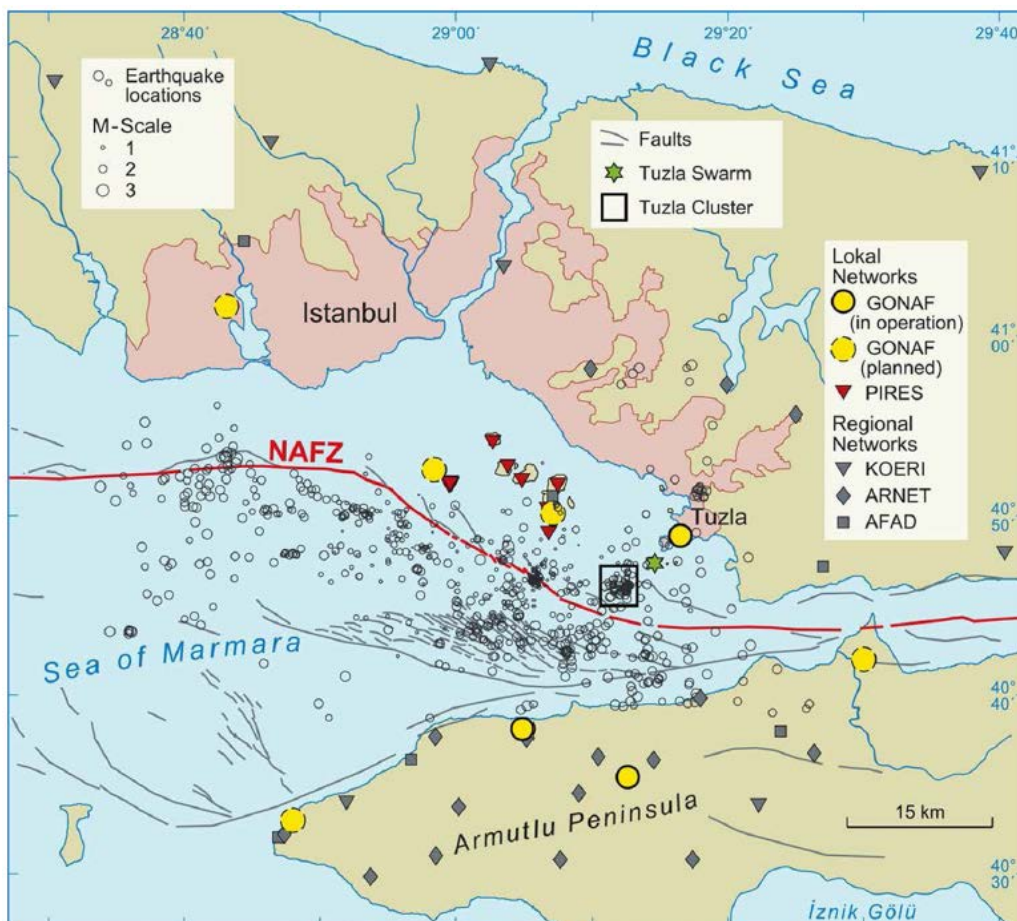 28°40´
29°00´
29°20´
29°40´
Black Sea
Earthquake
locations
M-Scale
1
2
3
Faults
Tuzla Swarm
Tuzla Cluster
41°
10´
Lokal
Networks
GONAF
(in operation)
GONAF
(planned)
PIRES
Regional
Networks
KOERI
ARNET
AFAD
Istanbul
41°
00´
NAFZ
Tuzla
40°
50´
Sea of Marmara
40°
40´
Armutlu Peninsula
15 km
40°
30´
İznik Gölü